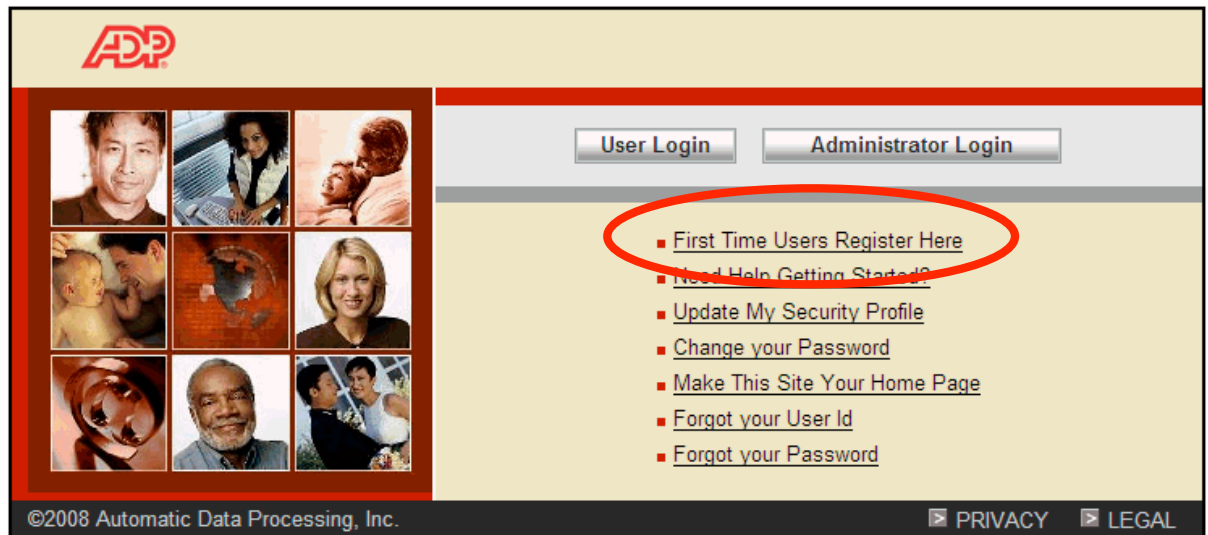 ADP
User Login Administrator Login
First Time Users Register Here
Need Help Getting Started?
Update My Security Profile
Change your Password
Make This Site Your Home Page
Forgot your User Id
Forgot your Password
©2008 Automatic Data Processing, Inc. PRIVACY LEGAL